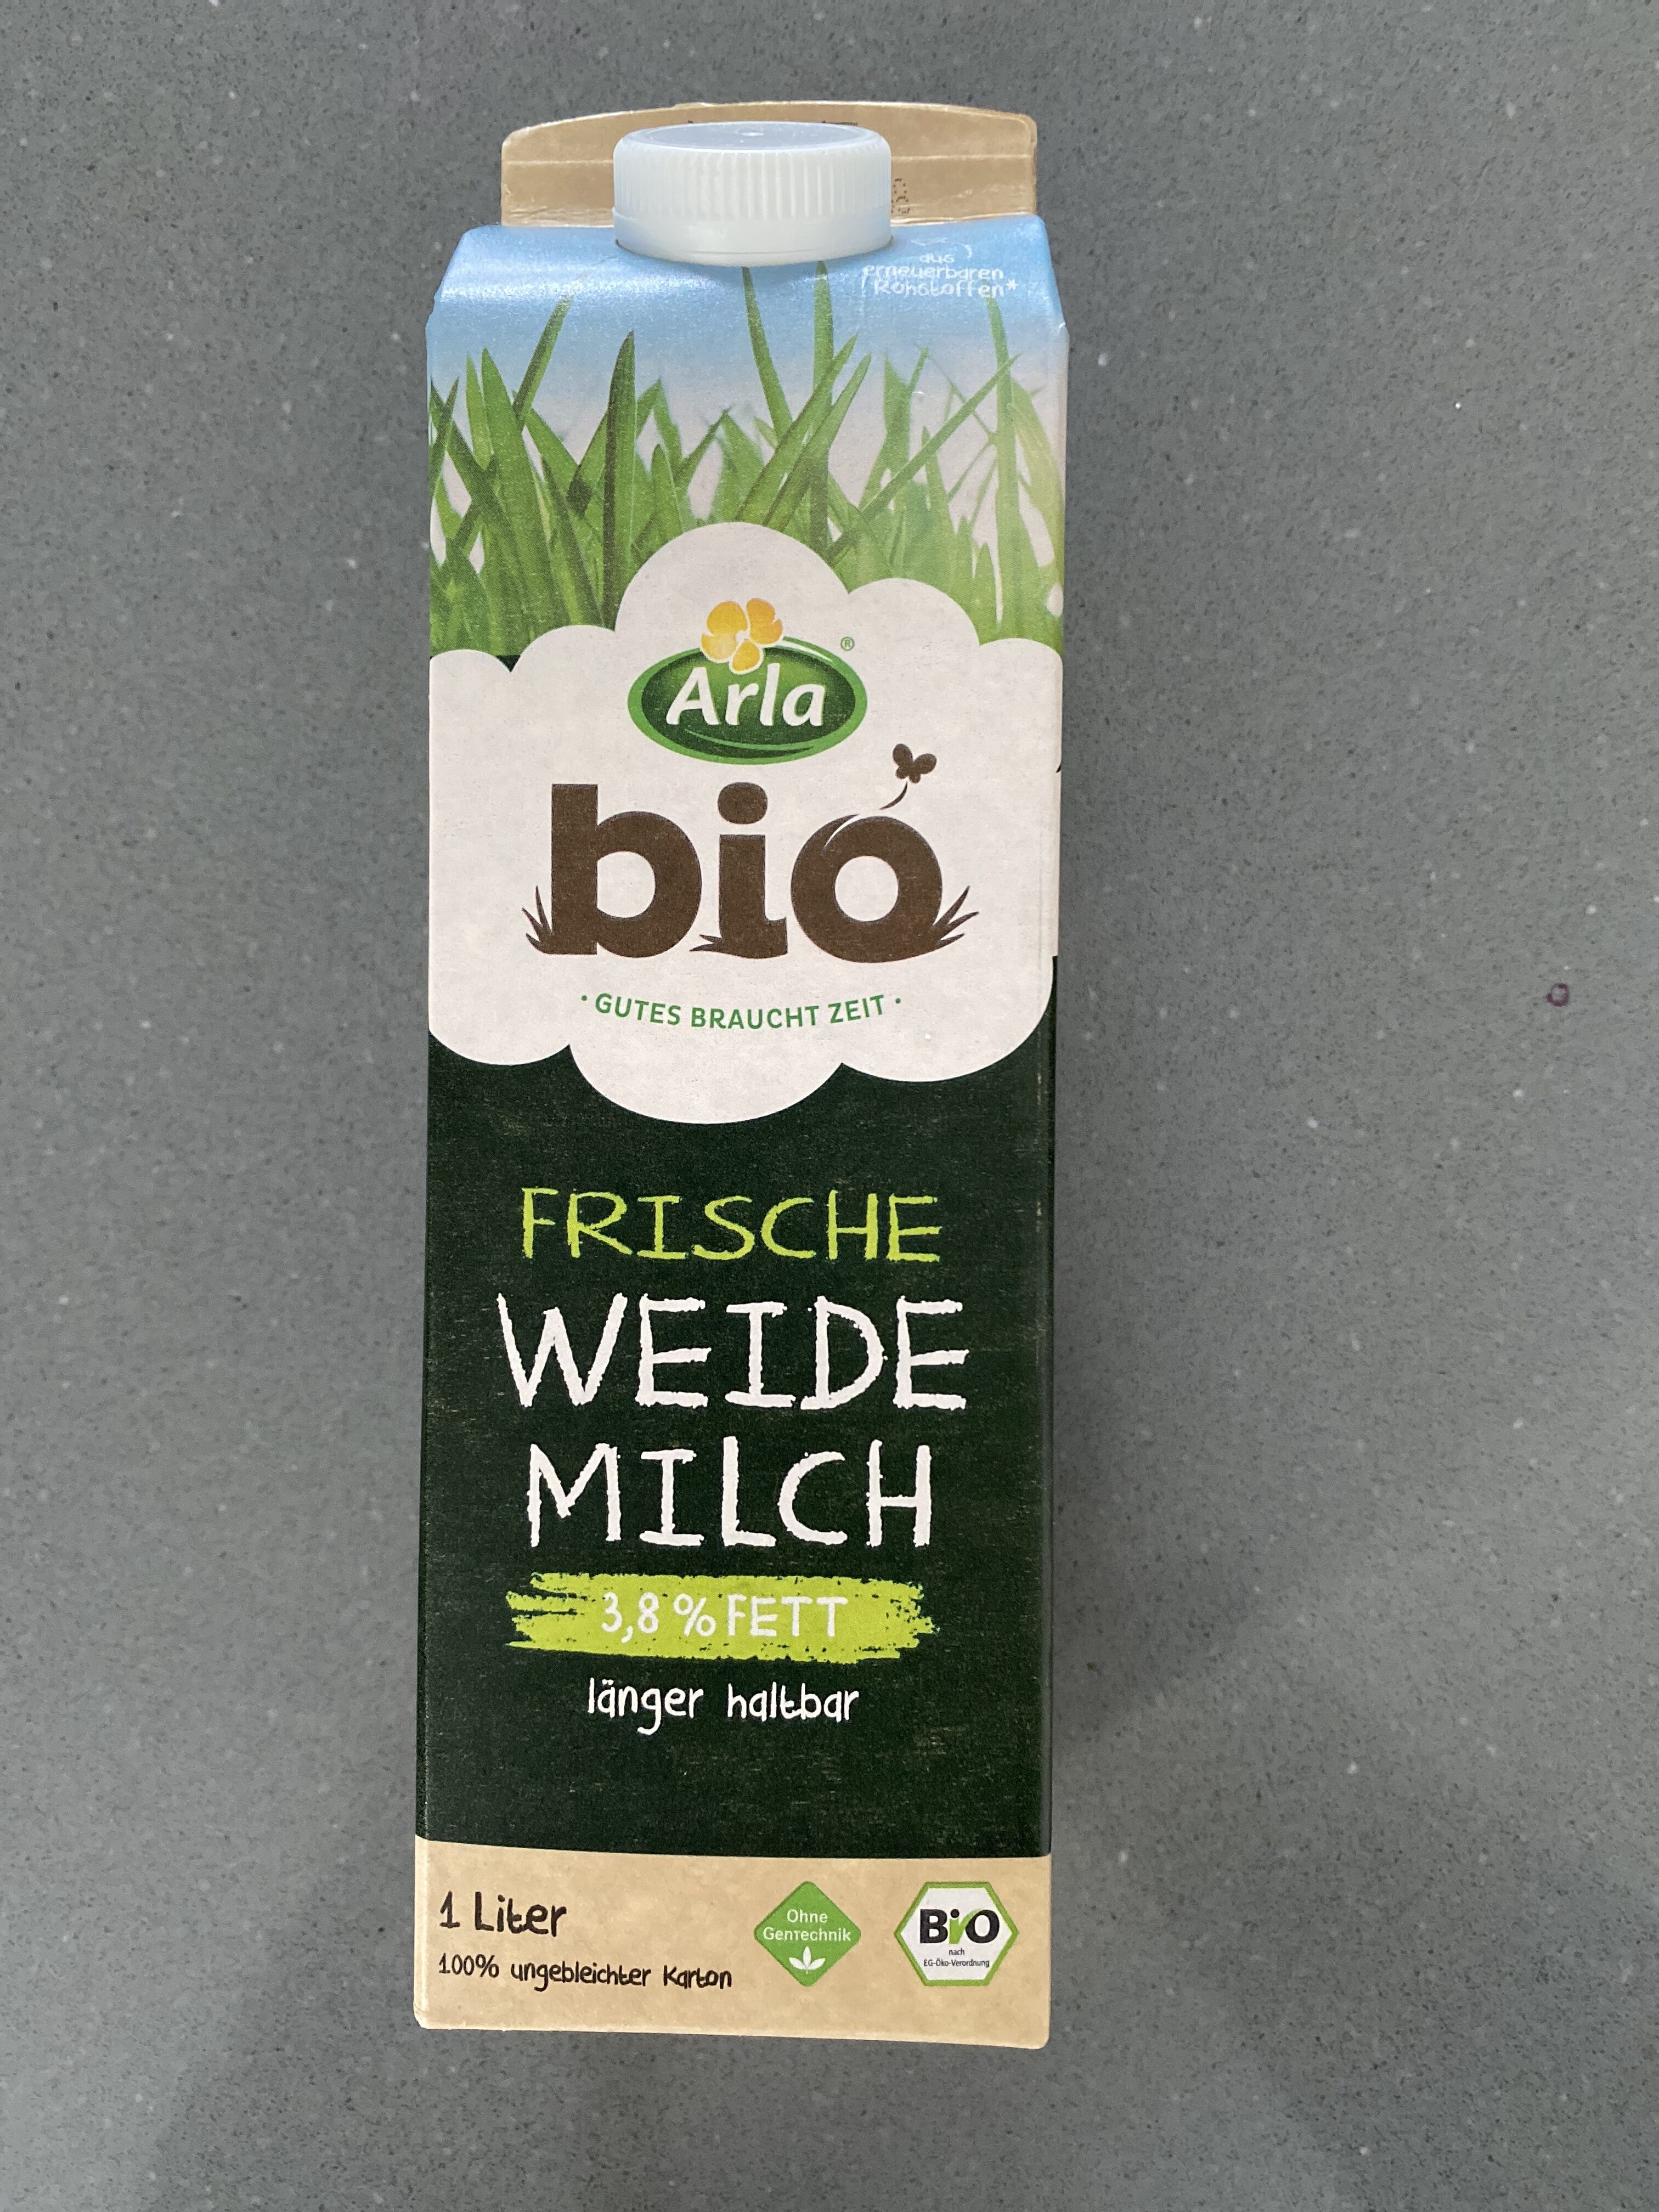 aus
erneuerbaren
Rohstoffen*
Arla®
bio
· GUTES BRAUCHT ZEIT ·
FRISCHE
WEIDE
MILCH
3,8 % FETT
länger haltbar
1 Liter
100% ungebleichter Karton
Ohne
GenTechnik
BiO
nach
EG-Öko-Verordnung